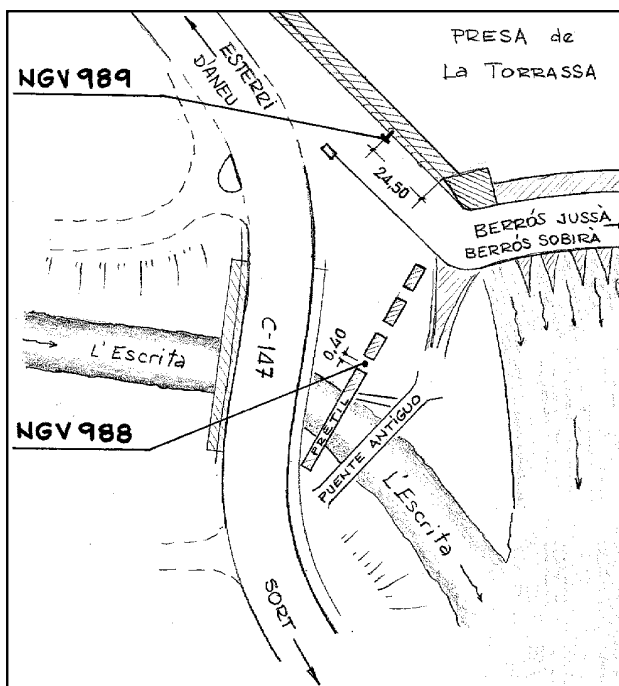 PRESA de
LA TORRASSA
ESTERRI
D'ANEU
NGV 989
24,50
BERRÓS JUSSÀ
BERRÓS SOBIRÀ
C-147
L'Escrita
0,40
NGV 988
PRETIL
PUENTE ANTÍGUO
L'Escrita
SORT